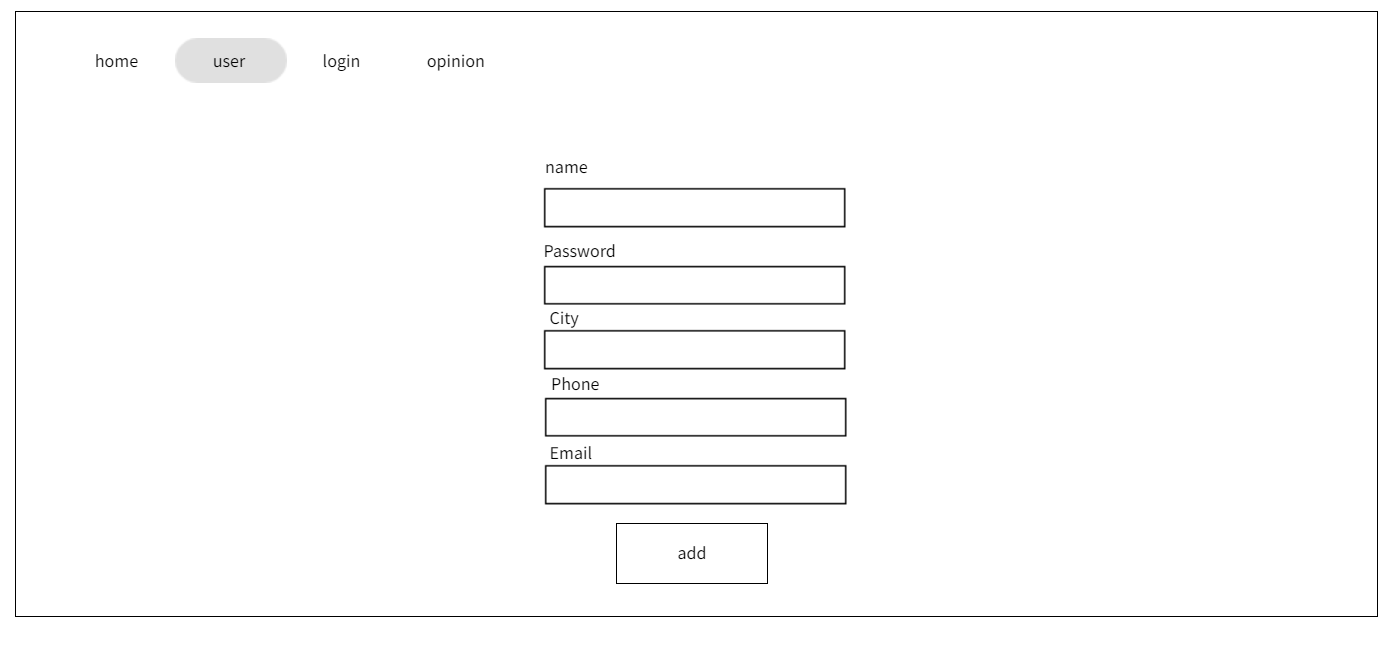 home user login opinion
name
Password
City
Phone
Email
add